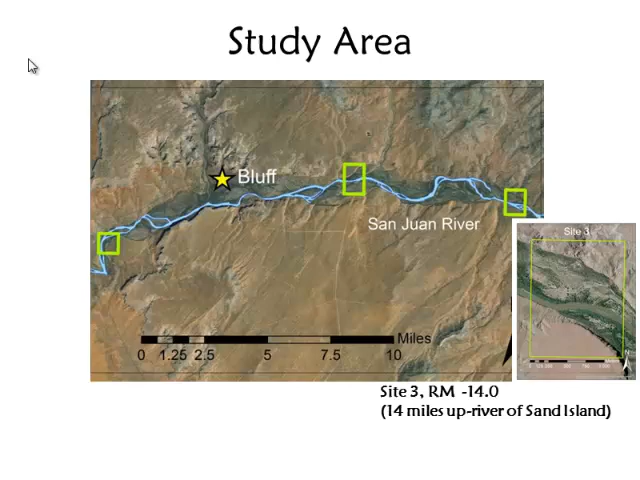 Study Area
Bluff
San Juan River
Site 3
Miles
0 1.25 2.5 5 7.5 10
Site 3, RM -14.0
(14 miles up-river of Sand Island)